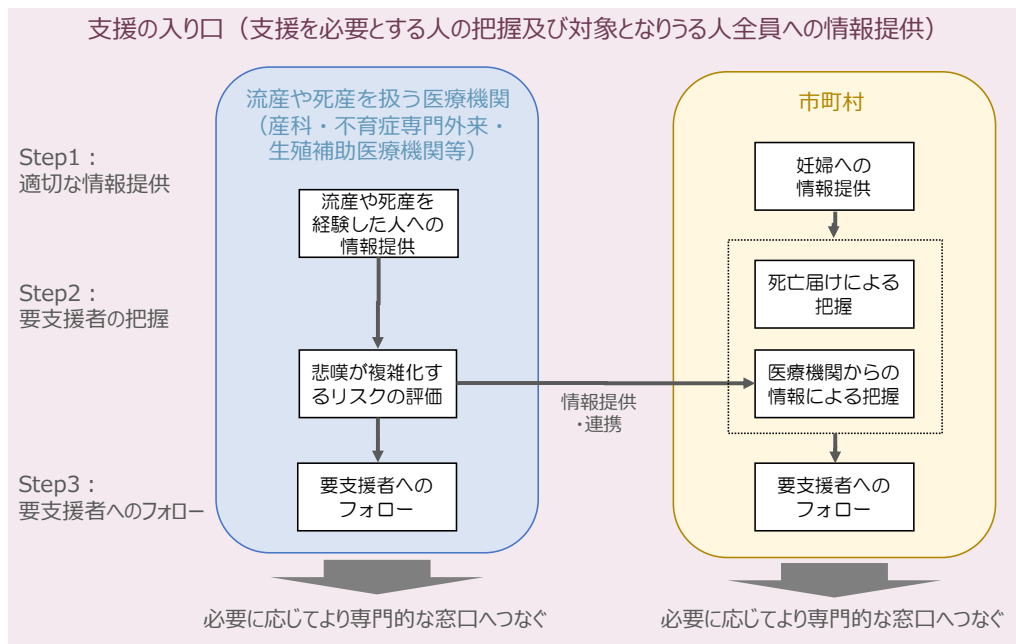 支援の入り口（支援を必要とする人の把握及び対象となりうる人全員への情報提供）
流産や死産を扱う医療機関
（産科・不育症専門外来・
生殖補助医療機関等）
市町村
Step1：
適切な情報提供
流産や死産を
経験した人への
情報提供
妊婦への
情報提供
Step2：
要支援者の把握
死亡届けによる
把握
悲嘆が複雑化す
るリスクの評価
情報提供
・連携
医療機関からの
情報による把握
Step3：
要支援者へのフォロー
要支援者への
フォロー
要支援者への
フォロー
必要に応じてより専門的な窓口へつなぐ
必要に応じてより専門的な窓口へつなぐ